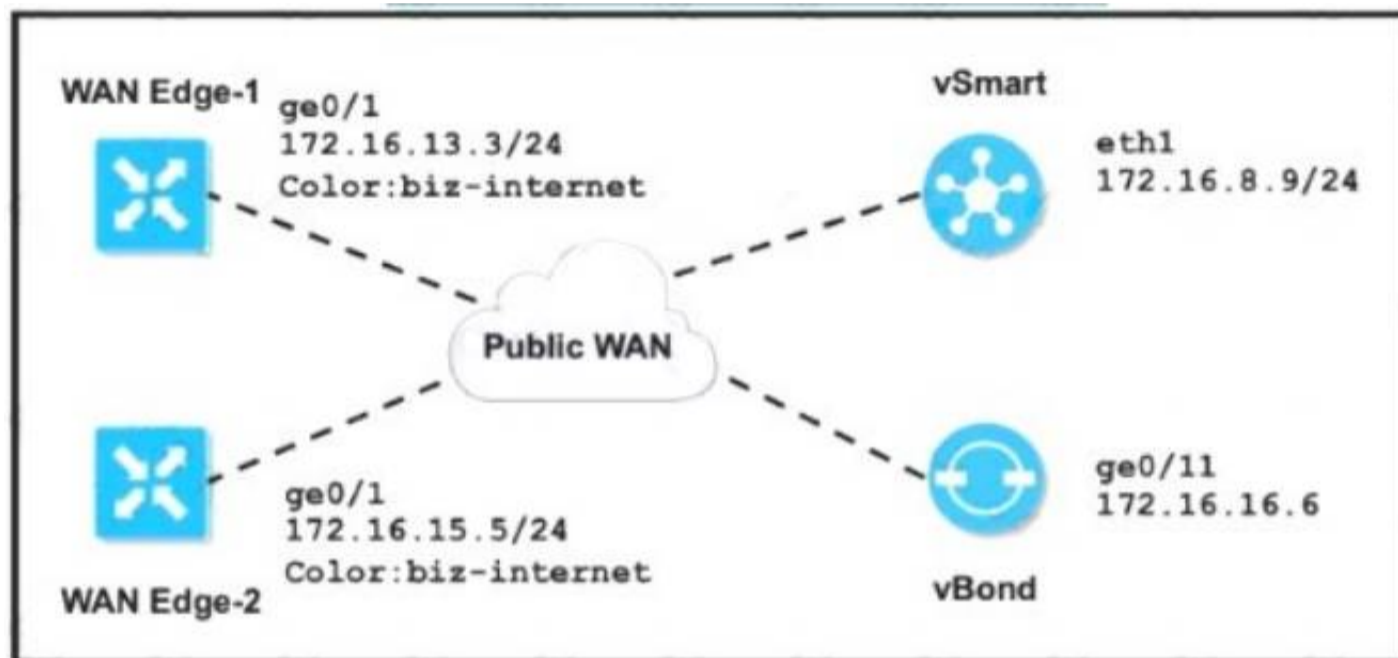 WAN Edge-1
ge0/1
172.16.13.3/24
Color:biz-internet
vSmart
eth1
172.16.8.9/24
Public WAN
ge0/1
172.16.15.5/24
Color:biz-internet
WAN Edge-2
ge0/11
172.16.16.6
vBond